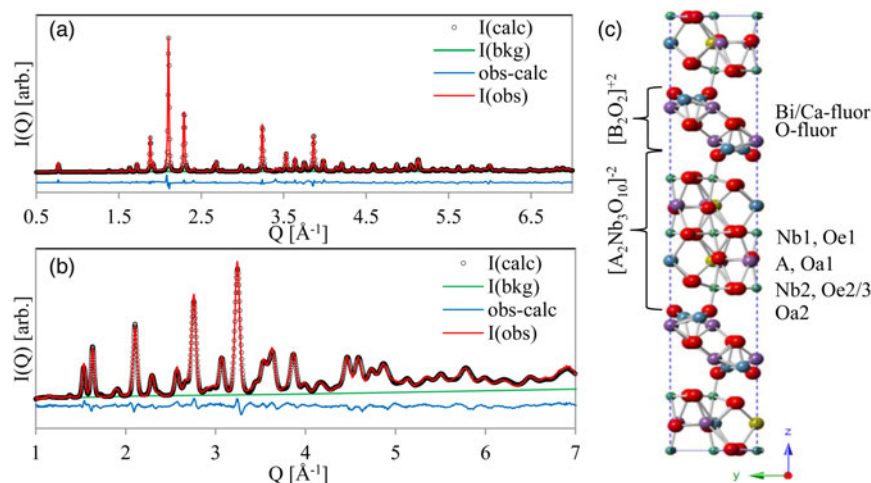 (a)
I(calc)
I(bkg)
obs-calc
I(obs)
I(Q) [arb.]
0.5 1.5 2.5 3.5 4.5 5.5 6.5
Q [Å-1]
(b)
I(calc)
I(bkg)
obs-calc
I(obs)
I(Q) [arb.]
1 2 3 4 5 6 7
Q [Å-1]
(c)
[B2O2]+2
[A2Nb3O10]-2
Bi/Ca-fluor
O-fluor
Nb1, Oe1
A, Oa1
Nb2, Oe2/3
Oa2
z
y